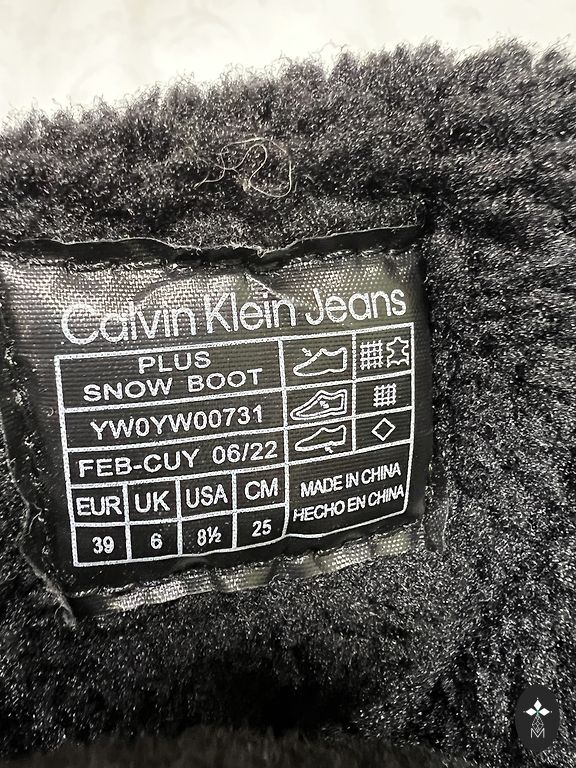 Calvin Klein Jeans
PLUS
SNOW BOOT
YW0YW00731
FEB-CUY 06/22
EUR UK USA CM
39 6 8½ 25
MADE IN CHINA
HECHO EN CHINA
M